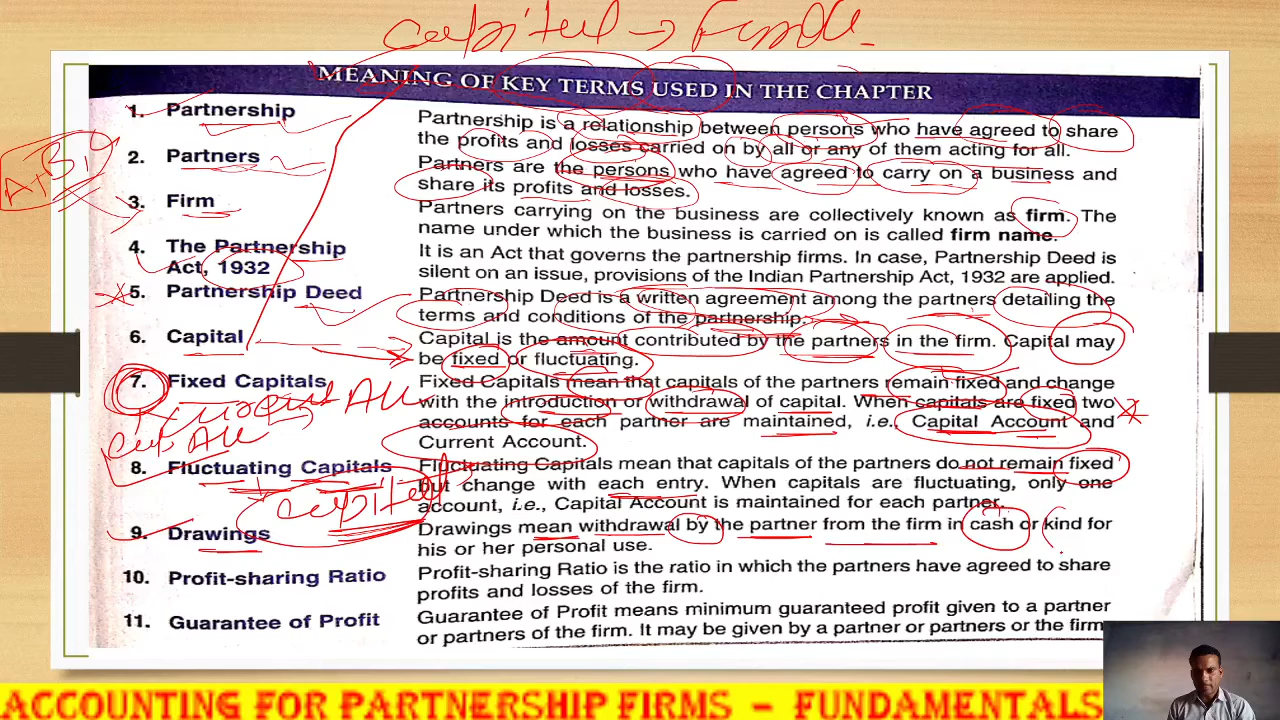 capital → Fund
MEANING OF KEY TERMS USED IN THE CHAPTER
1. Partnership
Partnership is a relationship between persons who have agreed to share
the profits and losses carried on by all or any of them acting for all.
2. Partners
Partners are the persons who have agreed to carry on a business and
share its profits and losses.
3. Firm
Partners carrying on the business are collectively known as firm. The
name under which the business is carried on is called firm name.
4. The Partnership
Act, 1932
It is an Act that governs the partnership firms. In case, Partnership Deed is
silent on an issue, provisions of the Indian Partnership Act, 1932 are applied.
5. Partnership Deed
Partnership Deed is a written agreement among the partners detailing the
terms and conditions of the partnership.
6. Capital
Capital is the amount contributed by the partners in the firm. Capital may
be fixed or fluctuating.
7. Fixed Capitals
Fixed Capitals mean that capitals of the partners remain fixed and change
with the introduction or withdrawal of capital. When capitals are fixed two
accounts for each partner are maintained, i.e., Capital Account and
Current Account.
current A/c
cap A/c
8. Fluctuating Capitals
Fluctuating Capitals mean that capitals of the partners do not remain fixed
but change with each entry. When capitals are fluctuating, only one
account, i.e., Capital Account is maintained for each partner.
capital
9. Drawings
Drawings mean withdrawal by the partner from the firm in cash or kind for
his or her personal use.
10. Profit-sharing Ratio
Profit-sharing Ratio is the ratio in which the partners have agreed to share
profits and losses of the firm.
11. Guarantee of Profit
Guarantee of Profit means minimum guaranteed profit given to a partner
or partners of the firm. It may be given by a partner or partners or the firm
ACCOUNTING FOR PARTNERSHIP FIRMS - FUNDAMENTALS